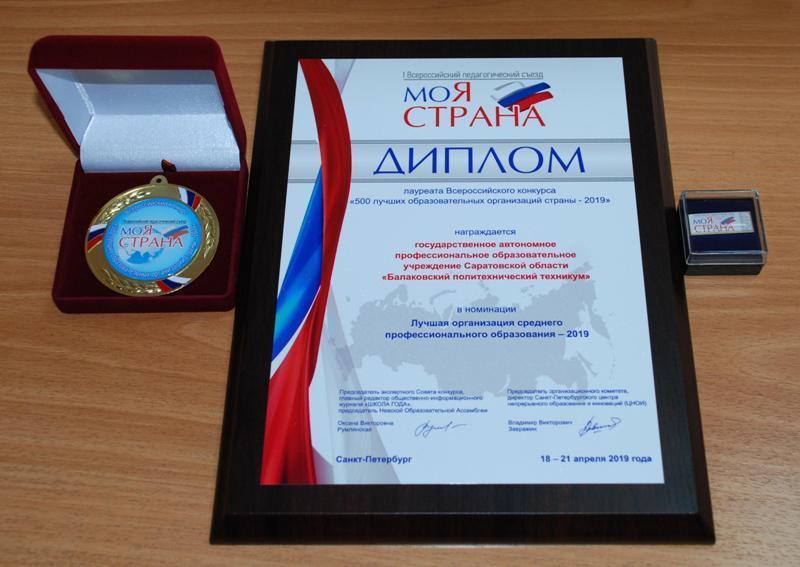 I Всероссийский педагогический съезд
моЯ
СТРАНА
ДИПЛОМ
лауреата Всероссийского конкурса
«500 лучших образовательных организаций страны - 2019»
награждается
государственное автономное
профессиональное образовательное
учреждение Саратовской области
«Балаковский политехнический техникум»
в номинации
Лучшая организация среднего
профессионального образования – 2019
Председатель экспертного Совета конкурса,
главный редактор общественно-информационного
журнала «ШКОЛА ГОДА»,
председатель Невской Образовательной Ассамблеи
Оксана Викторовна
Румлянская
Председатель организационного комитета,
директор Санкт-Петербургского центра
непрерывного образования и инноваций (ЦНОИ)
Владимир Викторович
Завражин
Санкт-Петербург
18 – 21 апреля 2019 года
моЯ
СТРАНА
моЯ
СТРАНА